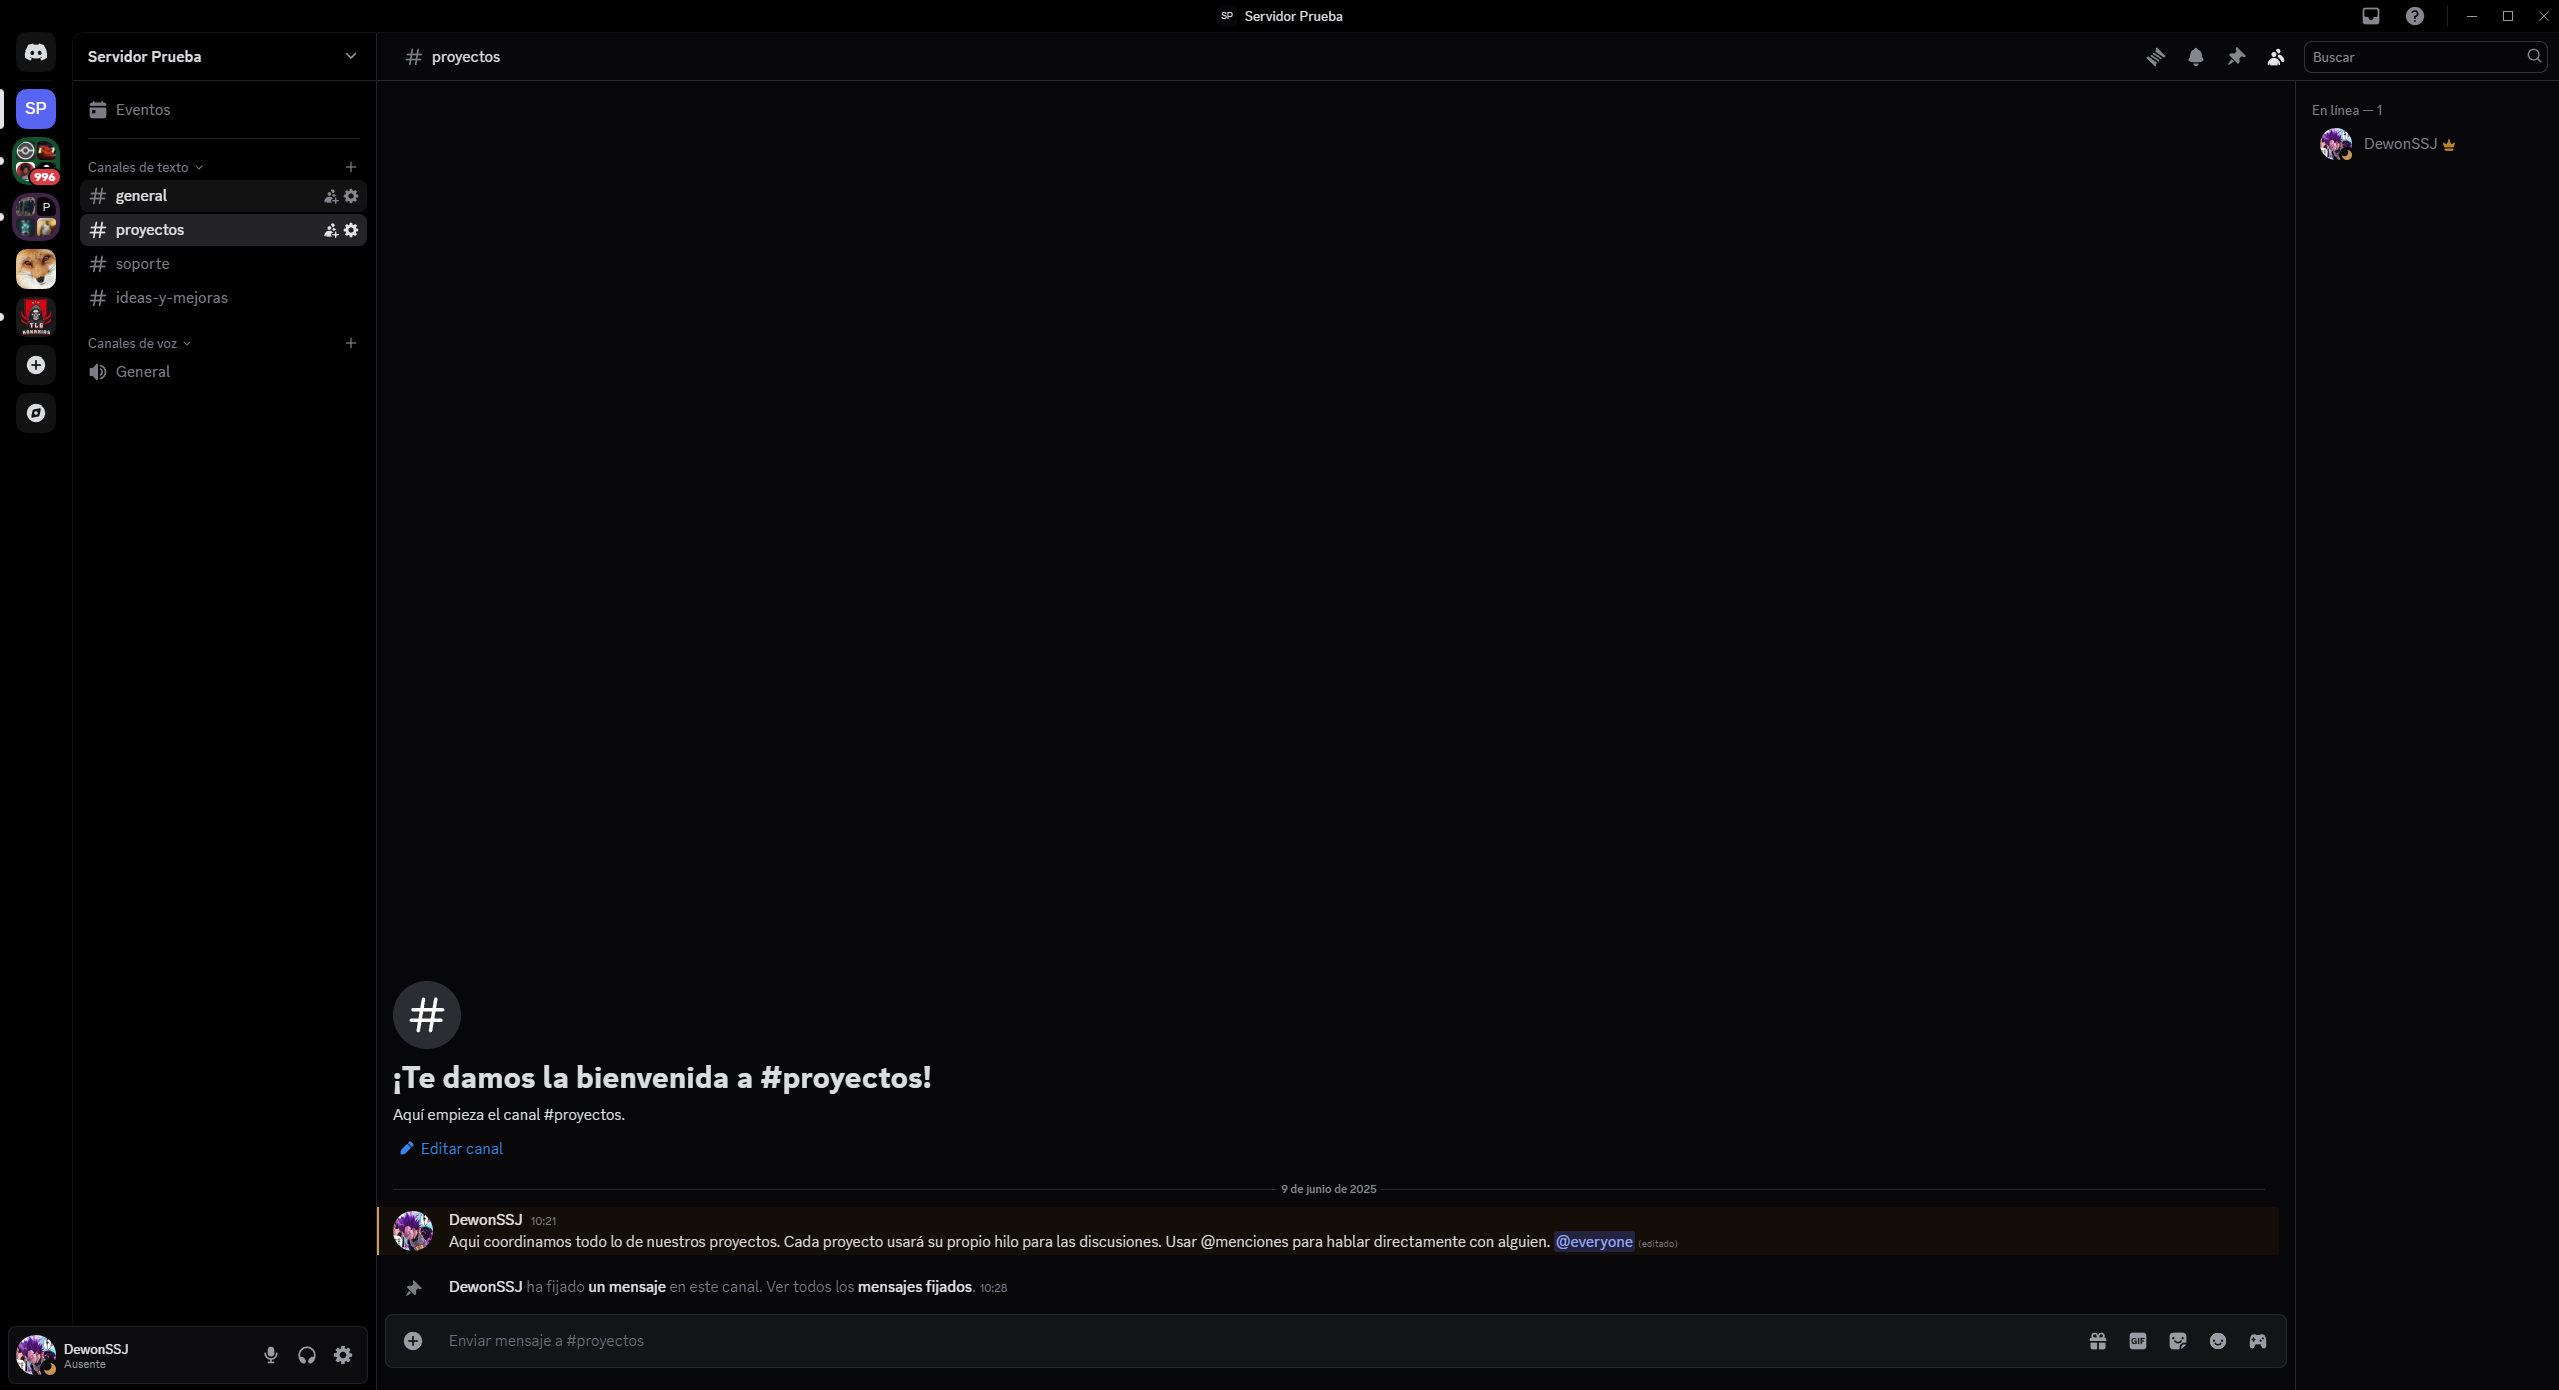 SP Servidor Prueba
Servidor Prueba
proyectos
Buscar
SP
Eventos
996
P
Canales de texto
general
proyectos
soporte
ideas-y-mejoras
Canales de voz
General
En línea — 1
DewonSSJ
¡Te damos la bienvenida a #proyectos!
Aquí empieza el canal #proyectos.
Editar canal
9 de junio de 2025
DewonSSJ 10:21
Aqui coordinamos todo lo de nuestros proyectos. Cada proyecto usará su propio hilo para las discusiones. Usar @menciones para hablar directamente con alguien. @everyone (editado)
DewonSSJ ha fijado un mensaje en este canal. Ver todos los mensajes fijados. 10:28
Enviar mensaje a #proyectos
GIF
DewonSSJ
Ausente